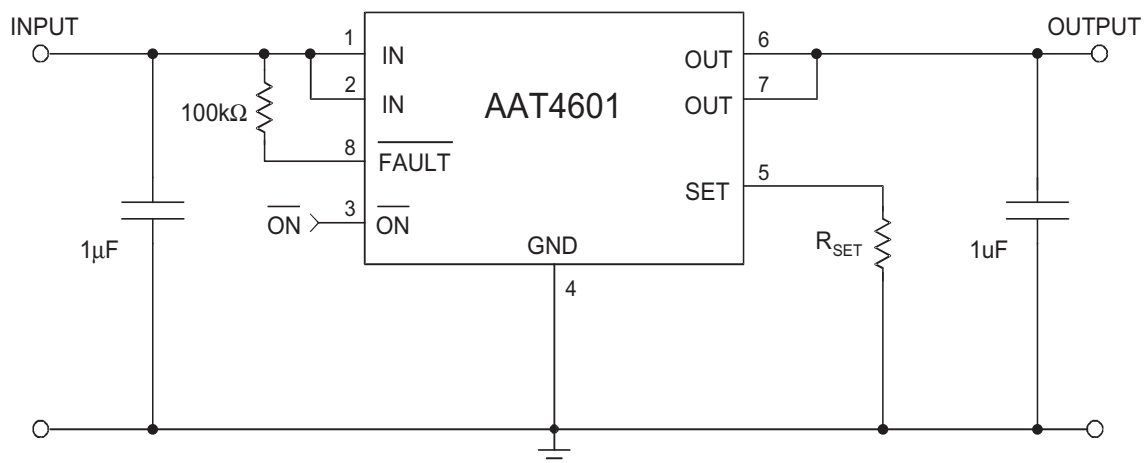 INPUT
OUTPUT
1
IN
OUT
6
2
IN
OUT
7
AAT4601
100kΩ
8
FAULT
SET
5
ON
3
ON
GND
4
R_SET
1µF
1uF